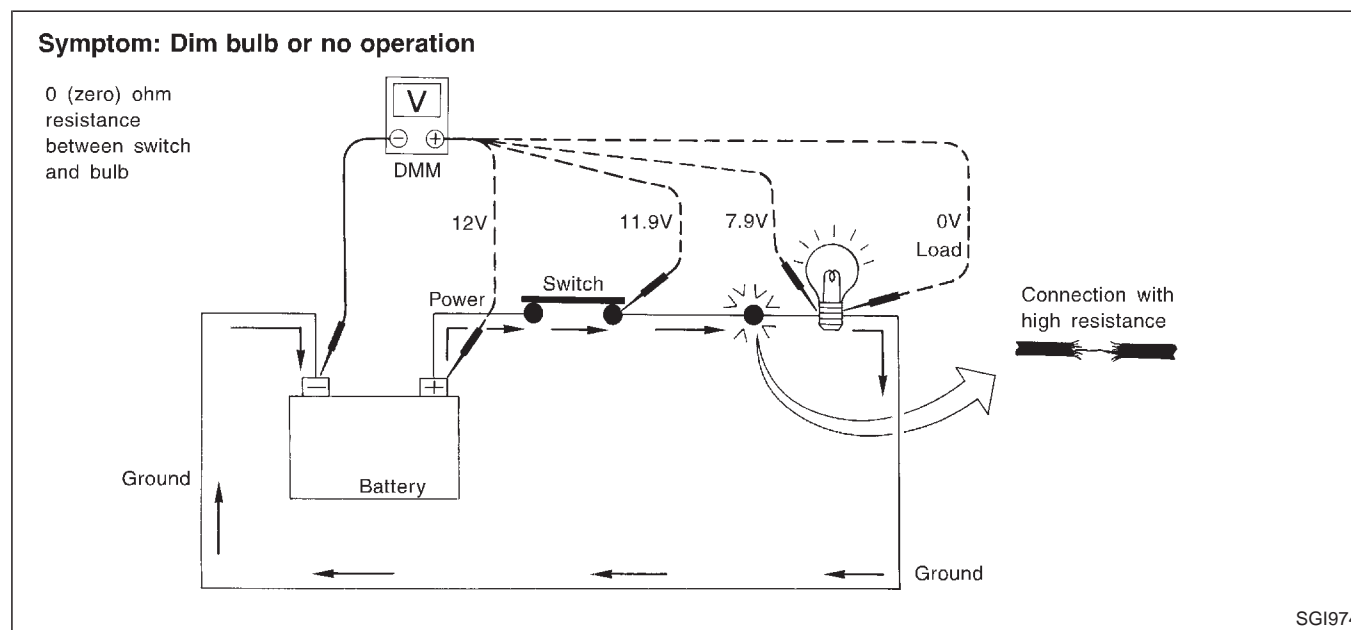 Symptom: Dim bulb or no operation
0 (zero) ohm
resistance
between switch
and bulb
V
− +
DMM
12V
11.9V
7.9V
0V
Load
Switch
Power
Connection with
high resistance
− +
Ground
Battery
Ground
SGI974